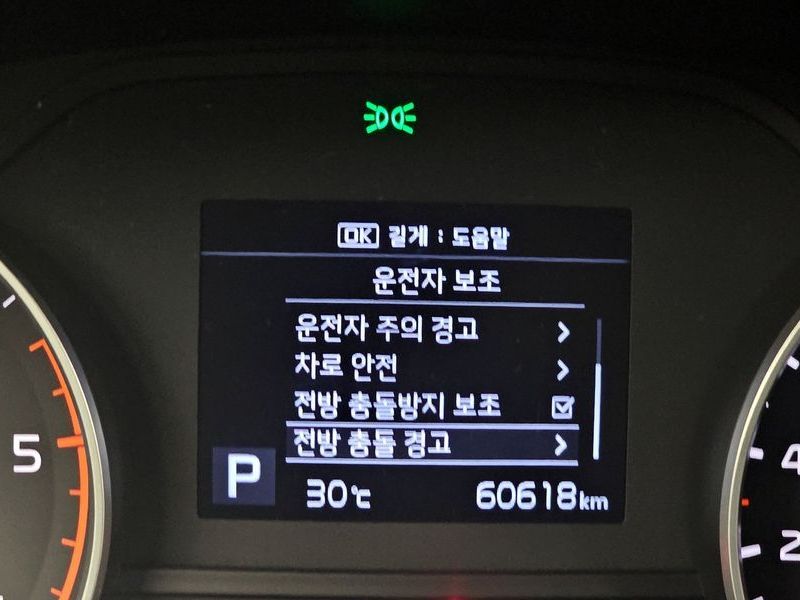 OK 길게 : 도움말
운전자 보조
운전자 주의 경고
차로 안전
전방 충돌방지 보조
전방 충돌 경고
P
30℃
60618km
5
4
2